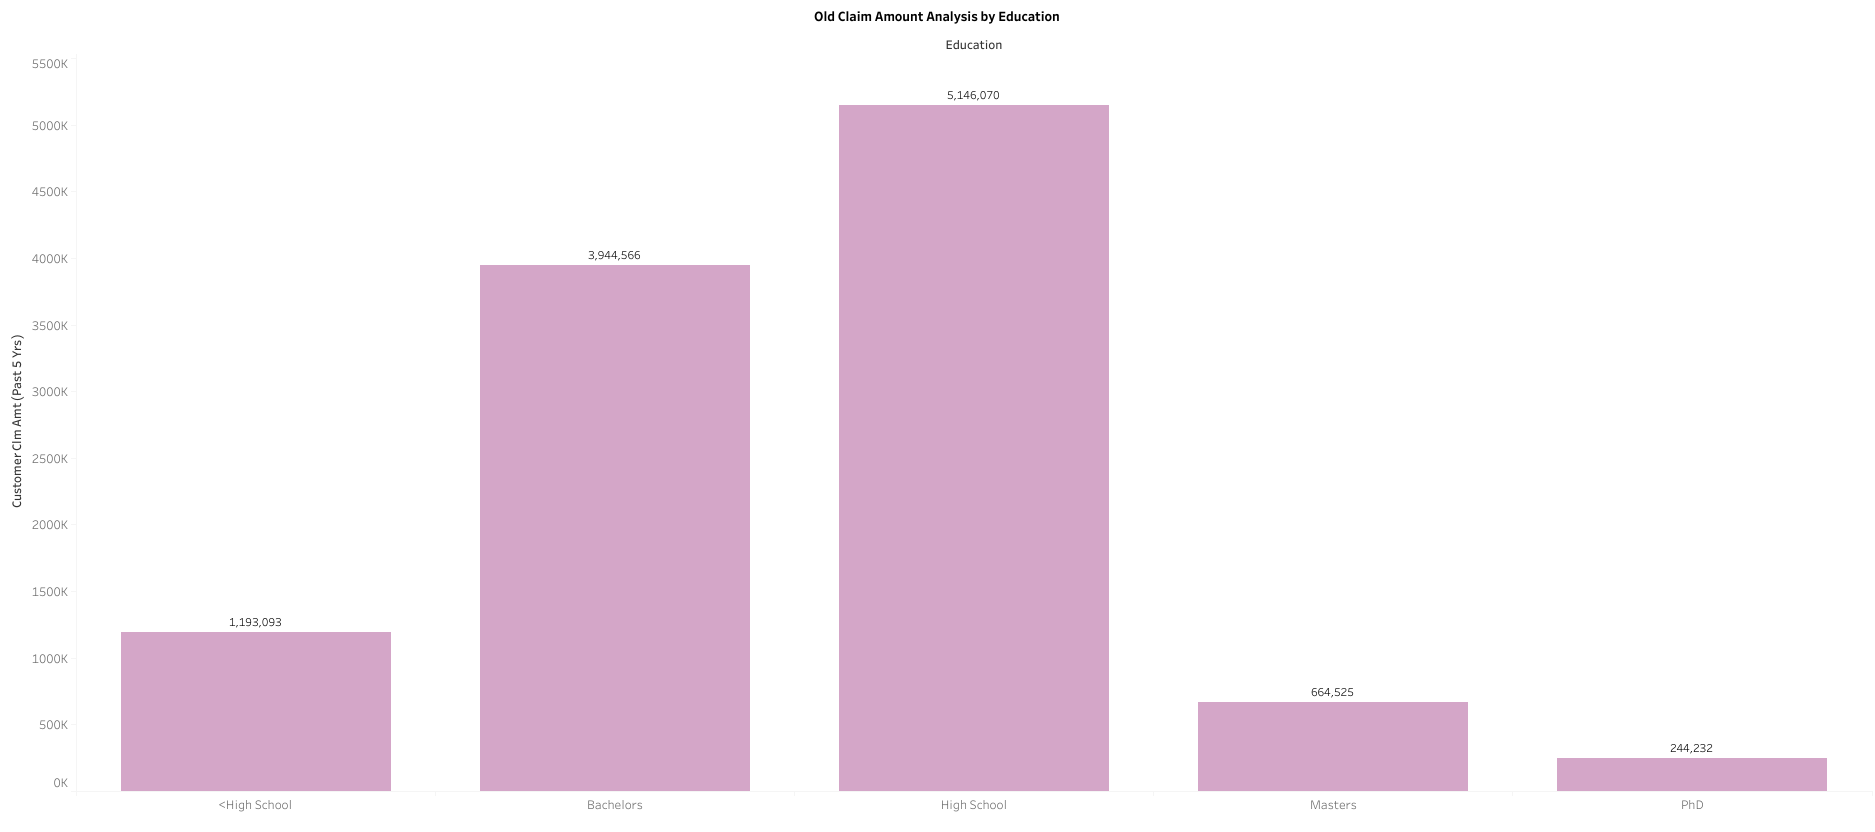 Old Claim Amount Analysis by Education
Education
Customer Clm Amt (Past 5 Yrs)
5500K
5000K
4500K
4000K
3500K
3000K
2500K
2000K
1500K
1000K
500K
0K
1,193,093
3,944,566
5,146,070
664,525
244,232
<High School
Bachelors
High School
Masters
PhD